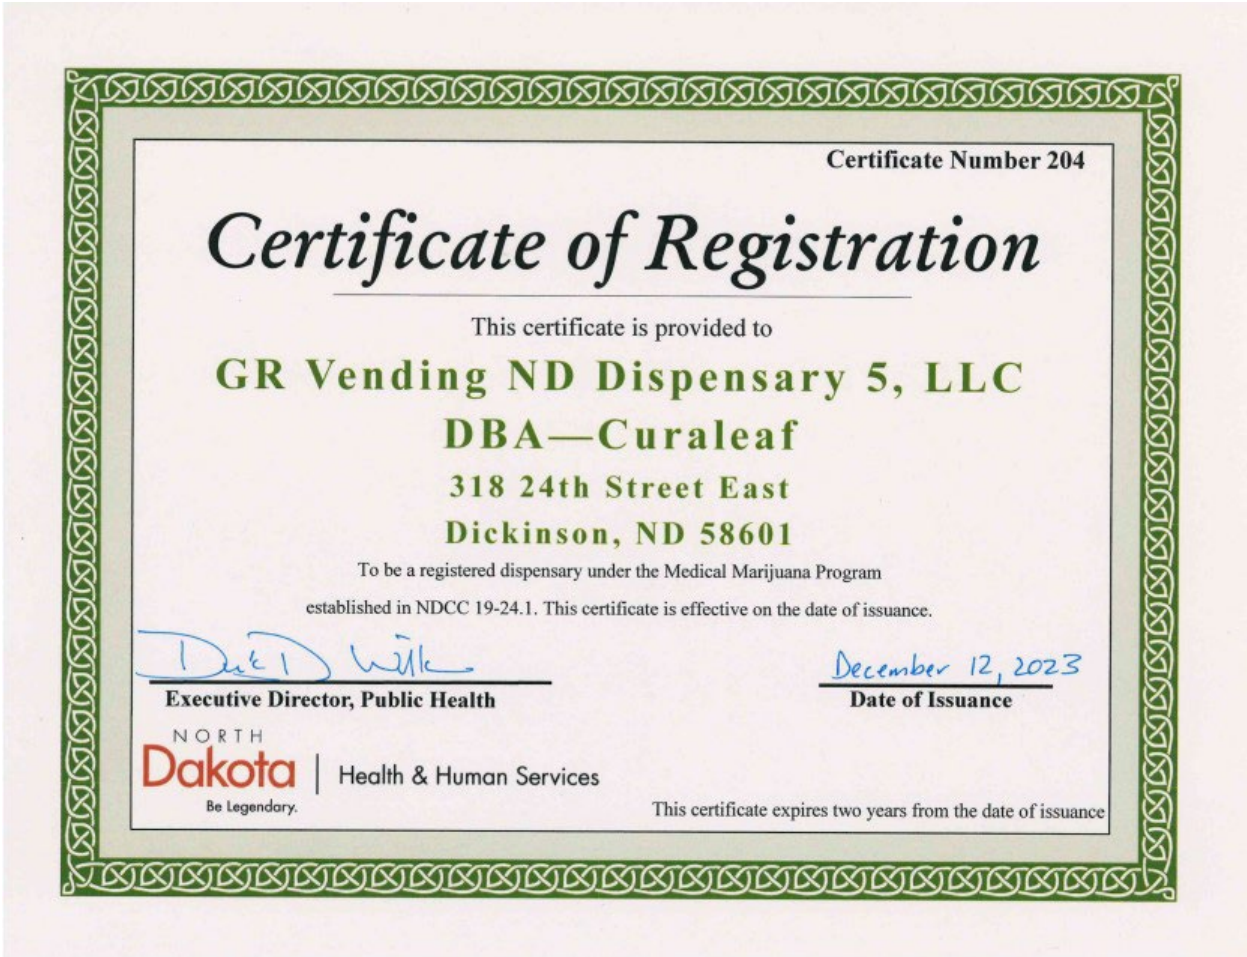 Certificate Number 204
Certificate of Registration
This certificate is provided to
GR Vending ND Dispensary 5, LLC
DBA—Curaleaf
318 24th Street East
Dickinson, ND 58601
To be a registered dispensary under the Medical Marijuana Program
established in NDCC 19-24.1. This certificate is effective on the date of issuance.
December 12, 2023
Executive Director, Public Health
Date of Issuance
NORTH
Dakota
Be Legendary.
Health & Human Services
This certificate expires two years from the date of issuance